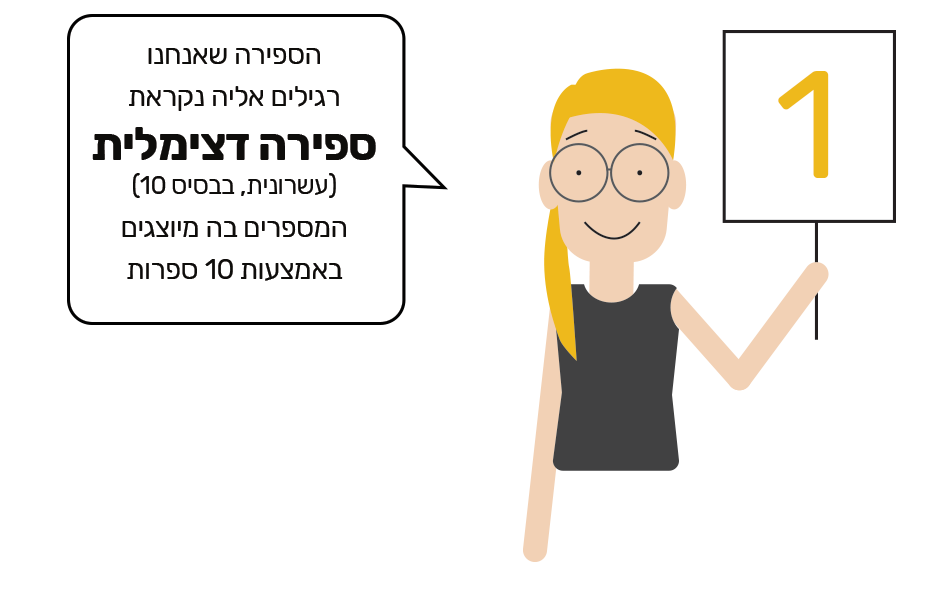 הספירה שאנחנו
רגילים אליה נקראת
ספירה דצימלית
(עשרונית, בבסיס 10)
המספרים בה מיוצגים
באמצעות 10 ספרות
1